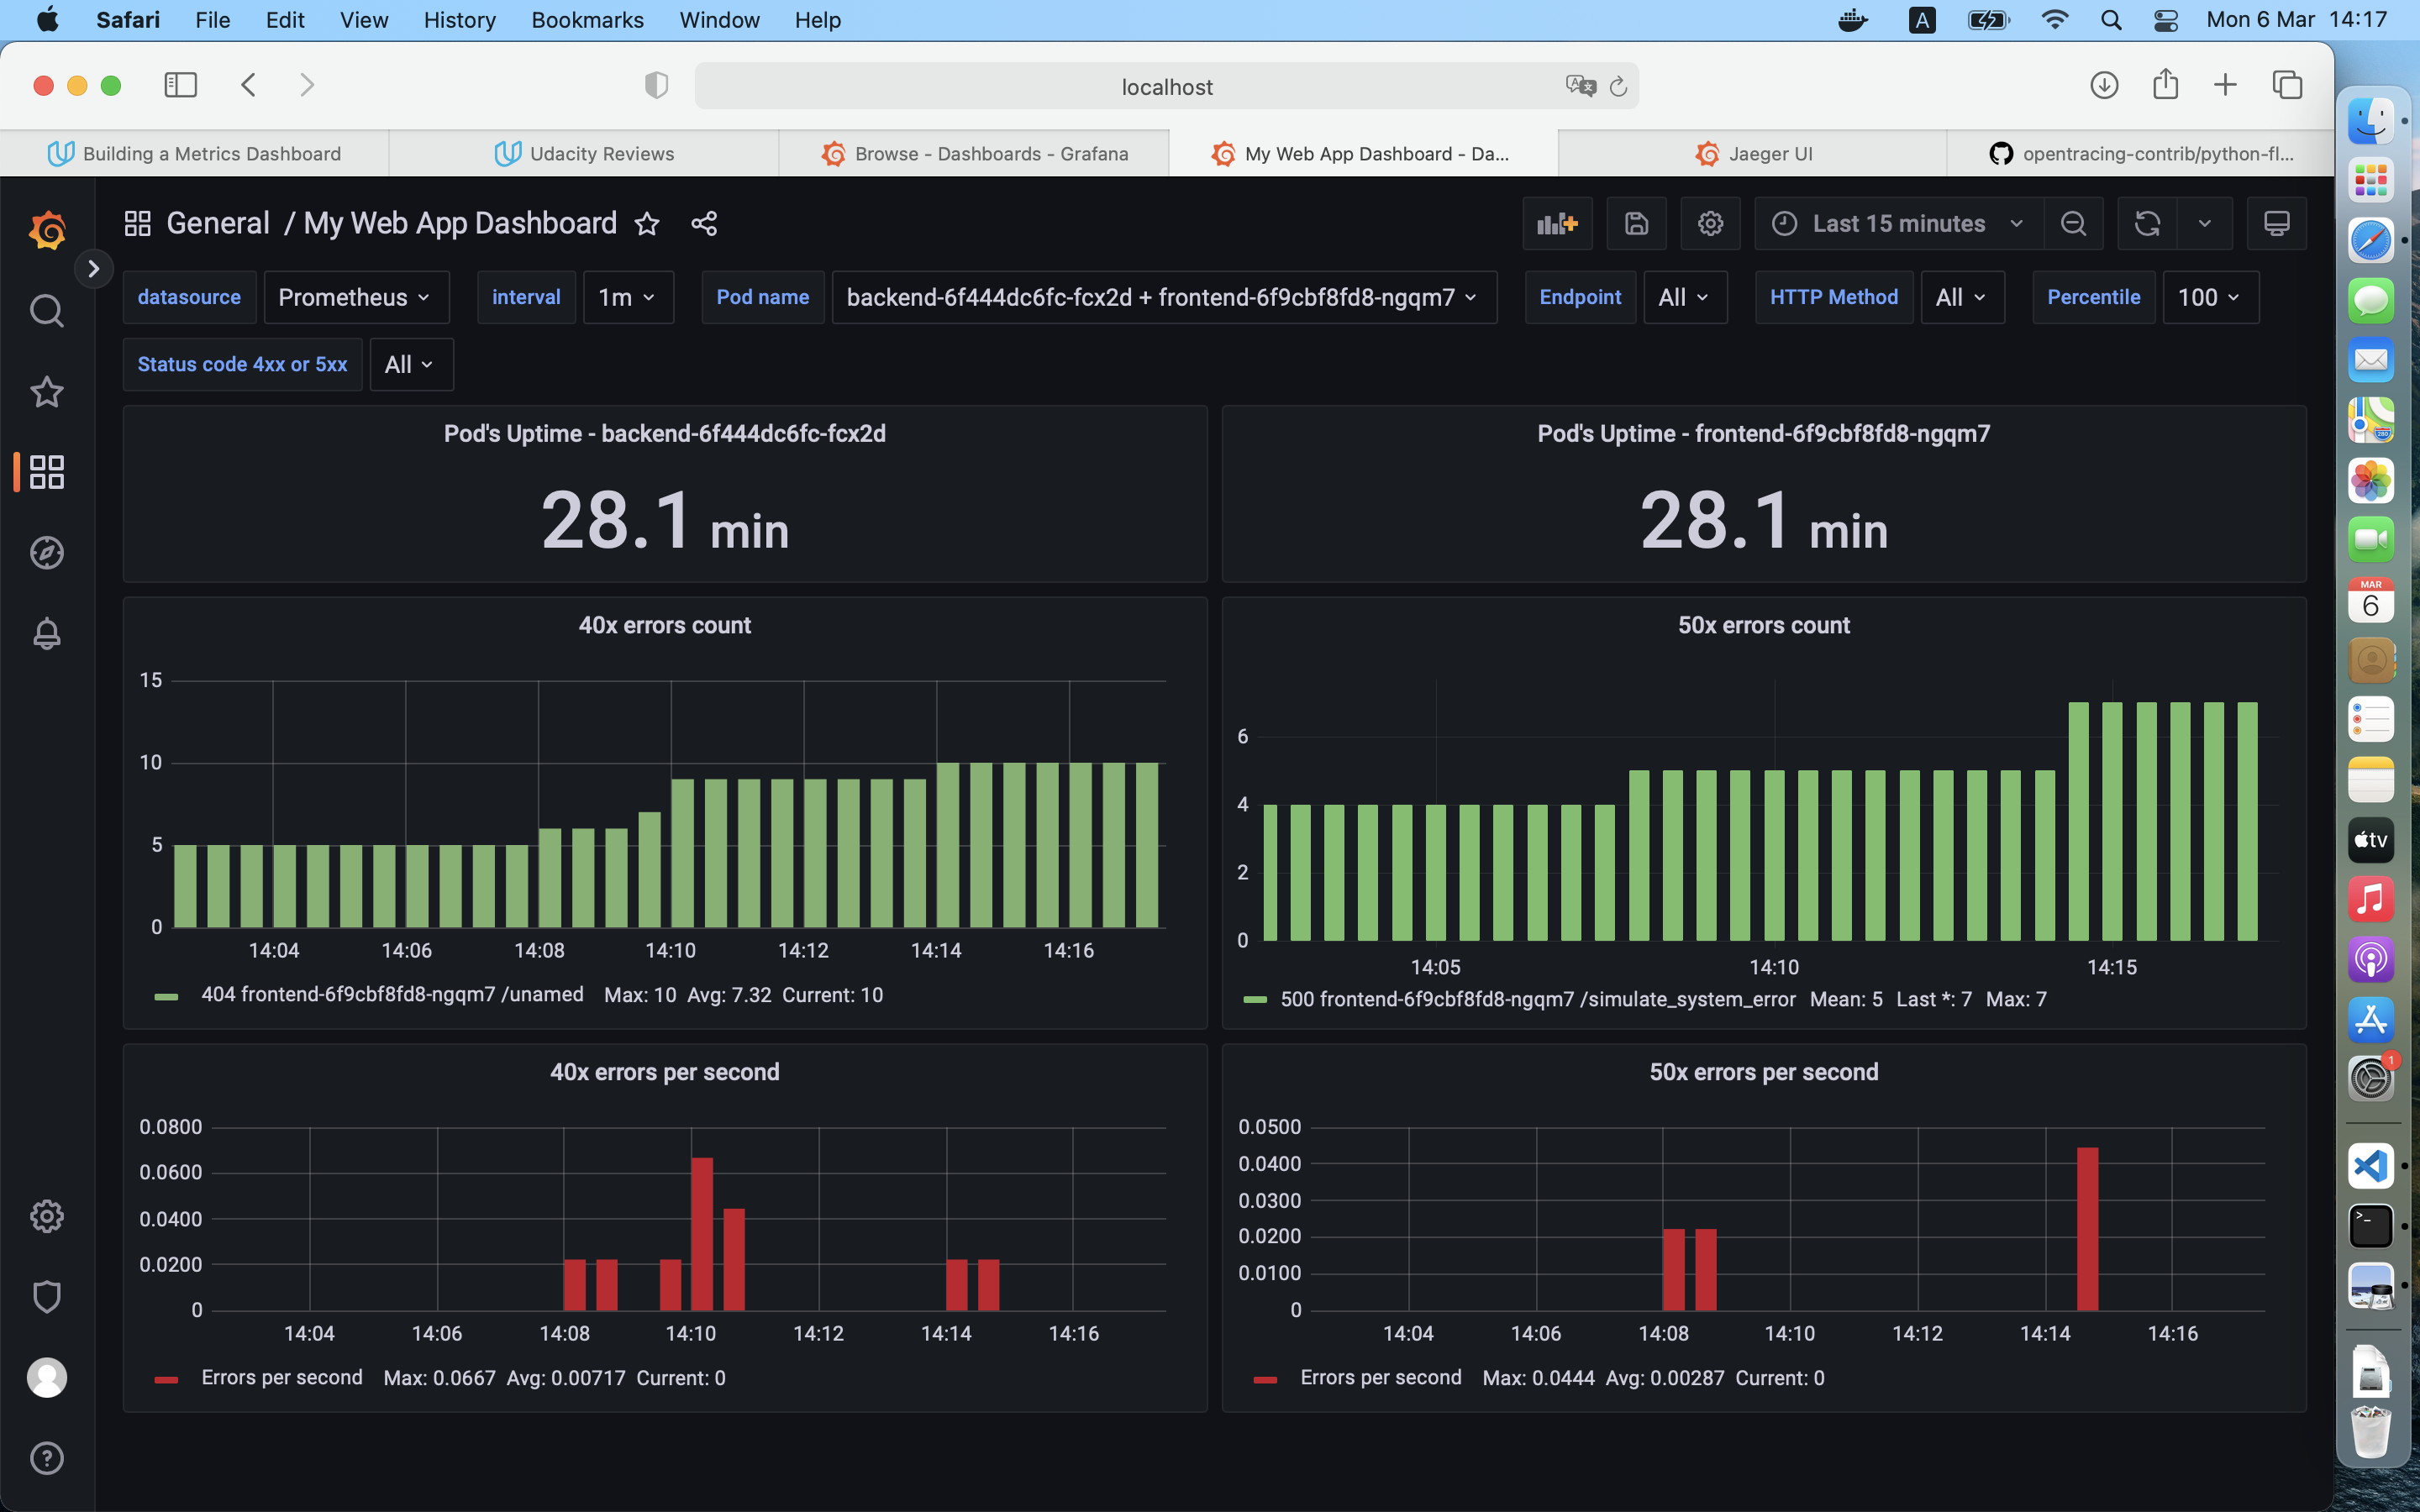 Safari File Edit View History Bookmarks Window Help A Mon 6 Mar 14:17
localhost
Building a Metrics Dashboard Udacity Reviews Browse - Dashboards - Grafana My Web App Dashboard - Da... Jaeger UI opentracing-contrib/python-fl...
General / My Web App Dashboard Last 15 minutes
datasource Prometheus interval 1m Pod name backend-6f444dc6fc-fcx2d + frontend-6f9cbf8fd8-ngqm7 Endpoint All HTTP Method All Percentile 100
Status code 4xx or 5xx All
Pod's Uptime - backend-6f444dc6fc-fcx2d
28.1 min
Pod's Uptime - frontend-6f9cbf8fd8-ngqm7
28.1 min
40x errors count
15
10
5
0
14:04 14:06 14:08 14:10 14:12 14:14 14:16
404 frontend-6f9cbf8fd8-ngqm7 /unamed Max: 10 Avg: 7.32 Current: 10
50x errors count
6
4
2
0
14:05 14:10 14:15
500 frontend-6f9cbf8fd8-ngqm7 /simulate_system_error Mean: 5 Last *: 7 Max: 7
40x errors per second
0.0800
0.0600
0.0400
0.0200
0
14:04 14:06 14:08 14:10 14:12 14:14 14:16
Errors per second Max: 0.0667 Avg: 0.00717 Current: 0
50x errors per second
0.0500
0.0400
0.0300
0.0200
0.0100
0
14:04 14:06 14:08 14:10 14:12 14:14 14:16
Errors per second Max: 0.0444 Avg: 0.00287 Current: 0
MAR
6
tv
1